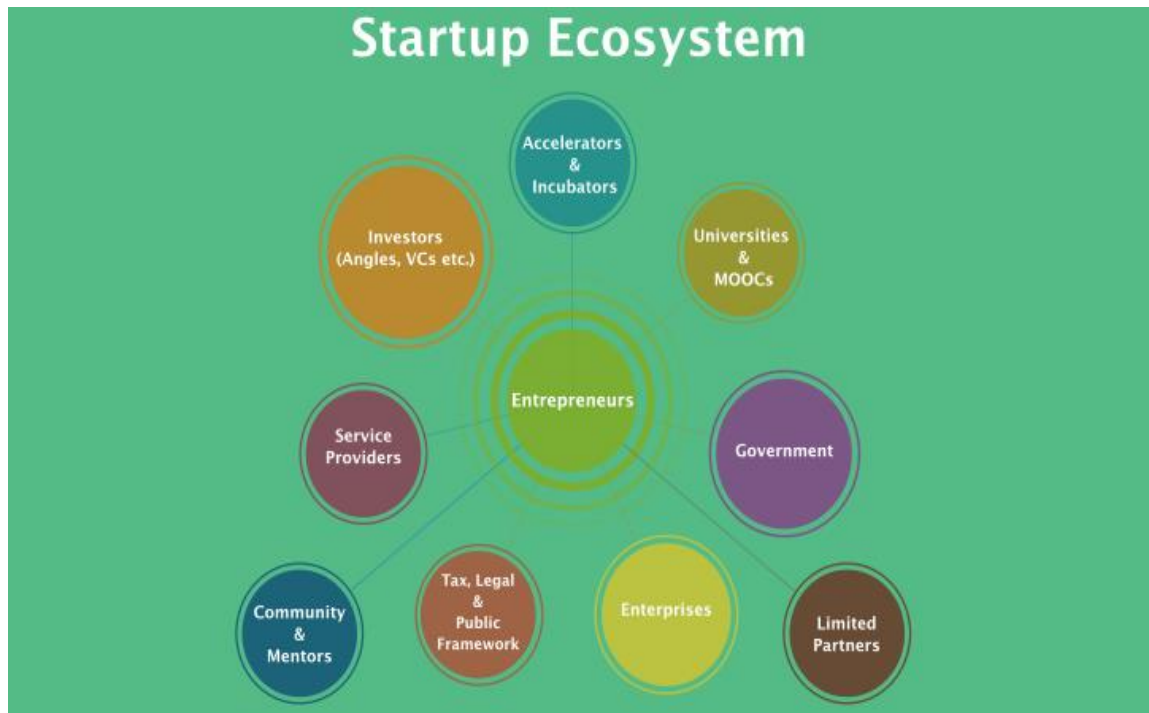 Startup Ecosystem
Accelerators
&
Incubators
Investors
(Angles, VCs etc.)
Universities
&
MOOCs
Entrepreneurs
Service
Providers
Government
Community
&
Mentors
Tax, Legal
&
Public
Framework
Enterprises
Limited
Partners